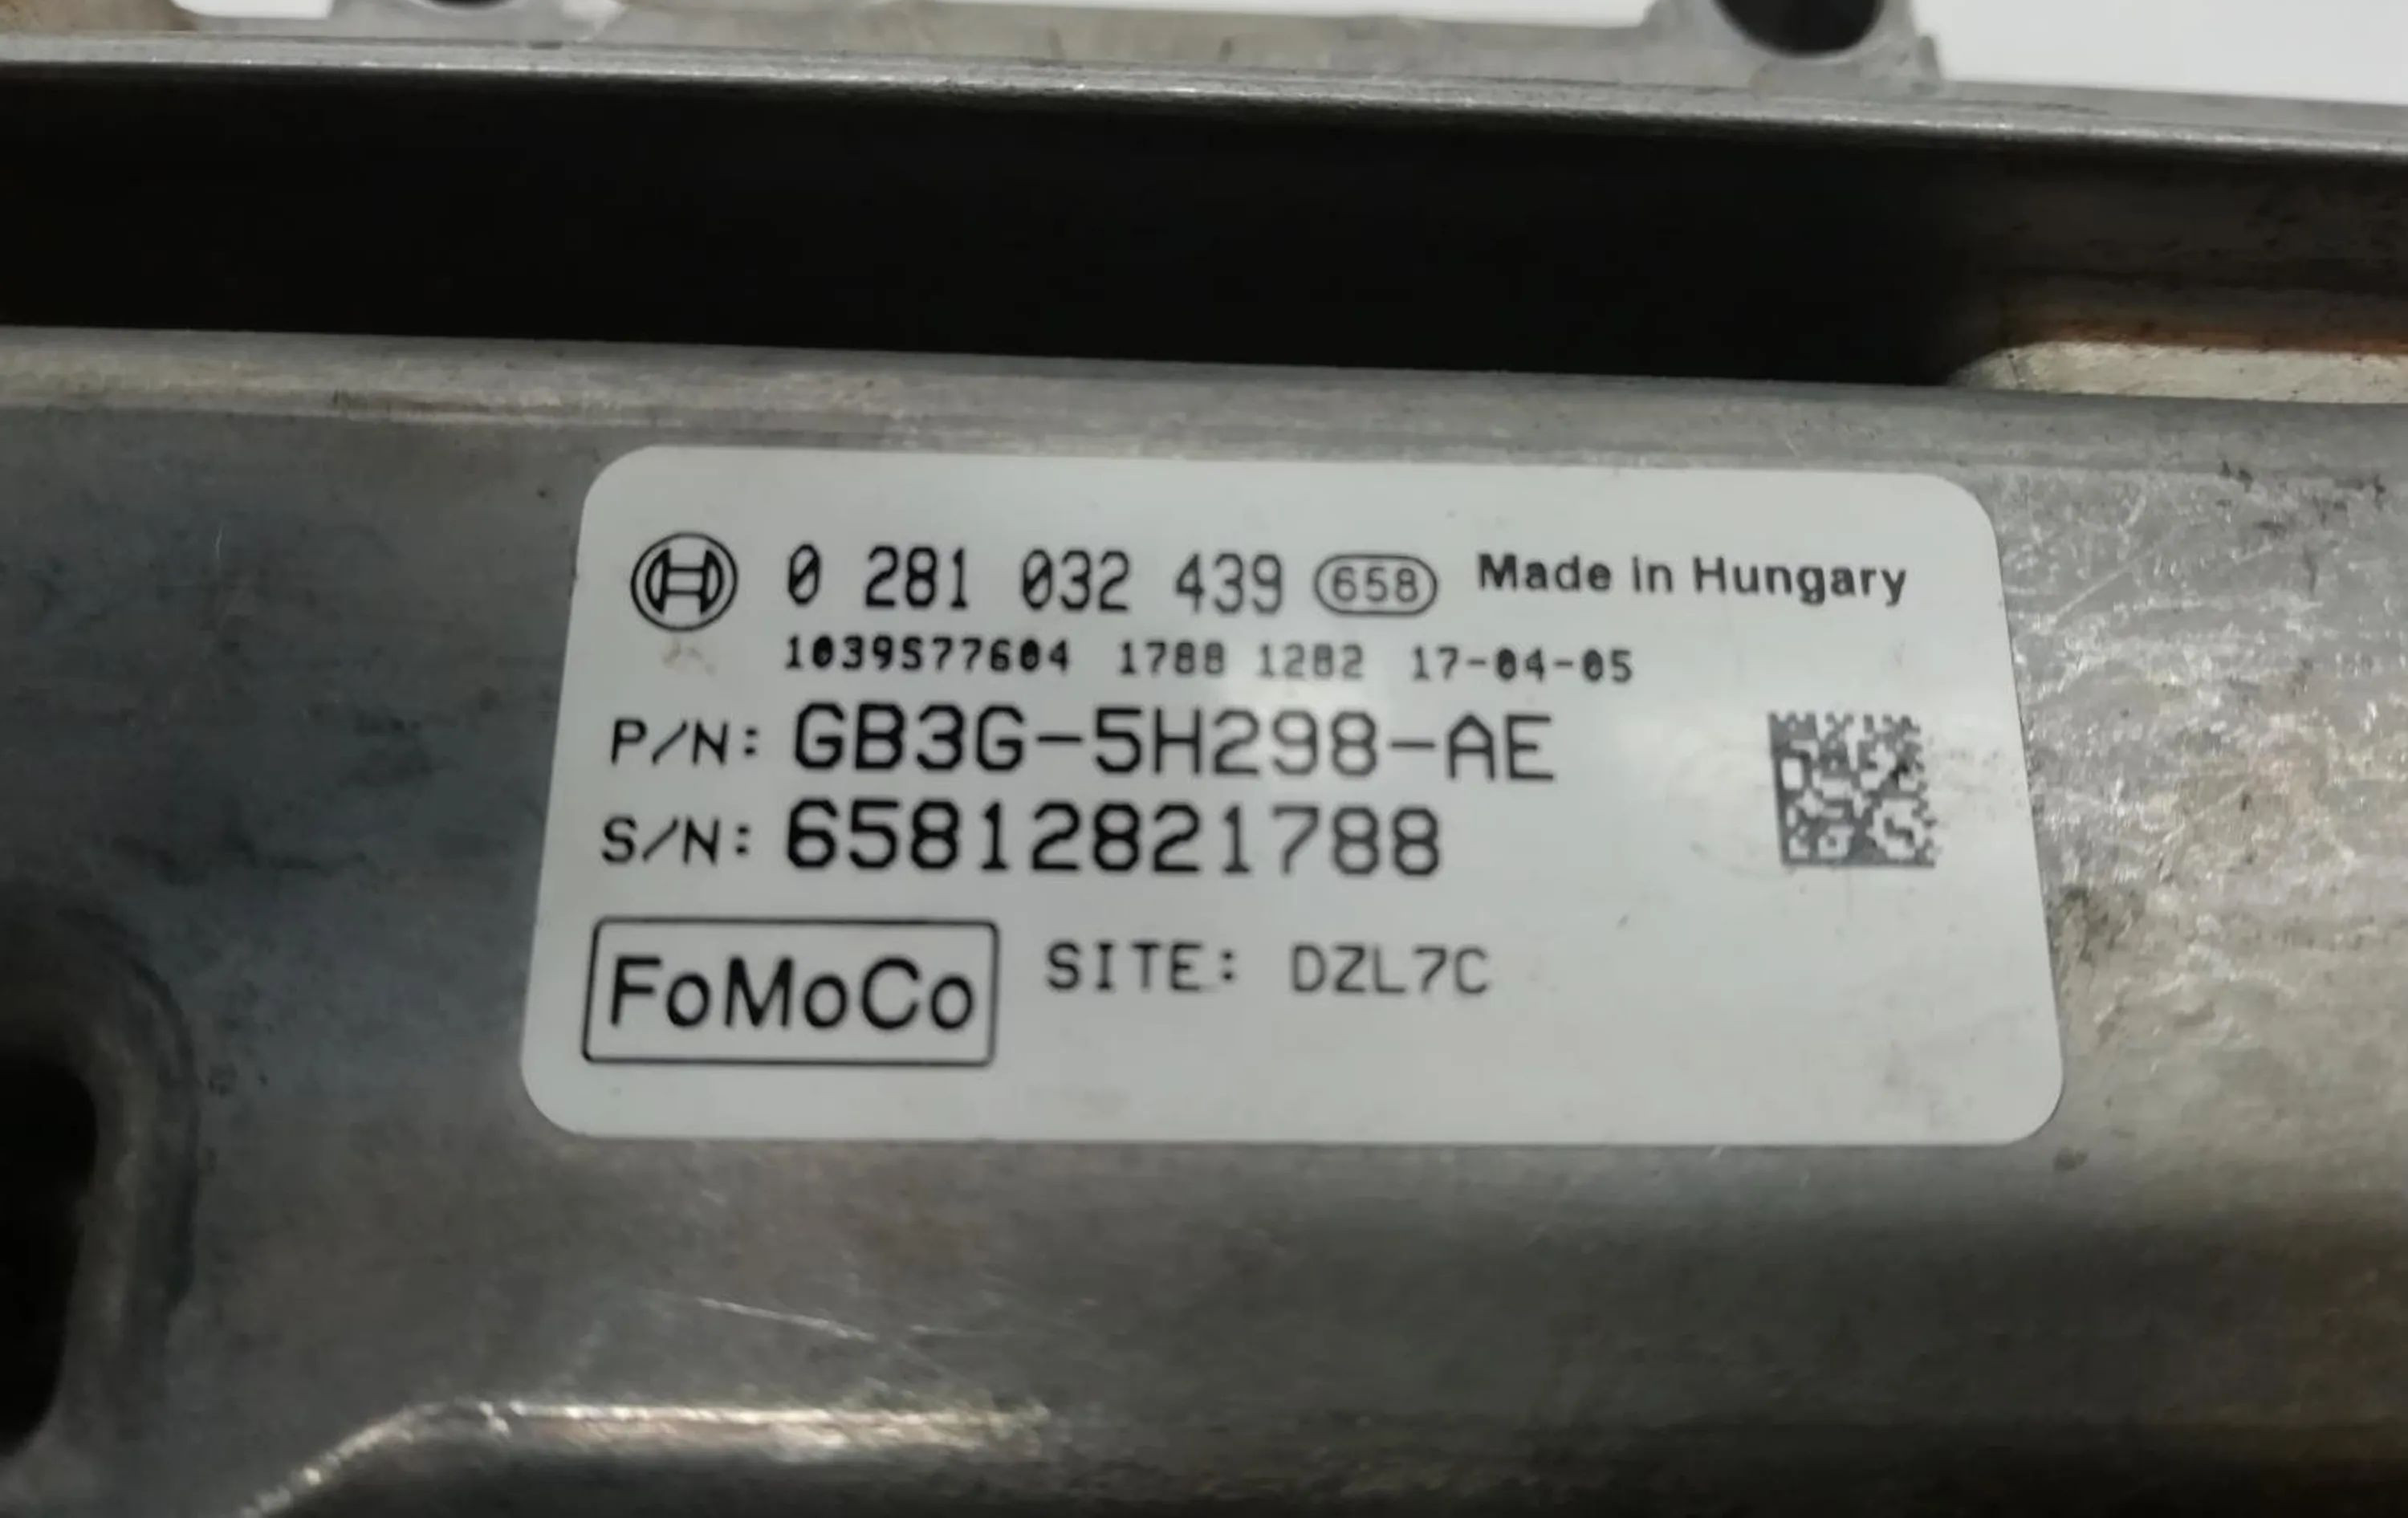 0 281 032 439 658 Made in Hungary
1039S77604 1788 1282 17-04-05
P/N: GB3G-5H298-AE
S/N: 65812821788
FoMoCo SITE: DZL7C